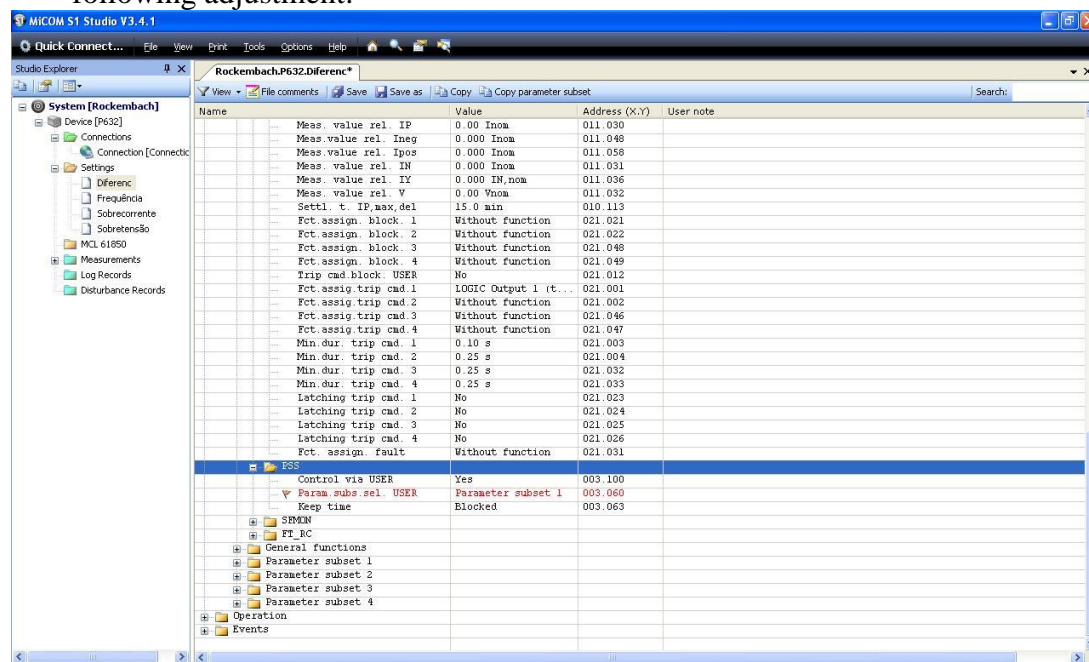 following adjustment.
MiCOM S1 Studio V3.4.1
Quick Connect... File View Print Tools Options Help
Studio Explorer
Rockembach.P632.Diferenc*
View File comments Save Save as Copy Copy parameter subset Search:
System [Rockembach]
Device [P632]
Connections
Connection [Connectic
Settings
Diferenc
Frequência
Sobrecorrente
Sobretensão
MCL 61850
Measurements
Log Records
Disturbance Records
Name Value Address (X.Y) User note
Meas. value rel. IP 0.00 Inom 011.030
Meas.value rel. Ineg 0.000 Inom 011.048
Meas.value rel. Ipos 0.000 Inom 011.058
Meas. value rel. IN 0.000 Inom 011.031
Meas. value rel. IY 0.000 IN,nom 011.036
Meas. value rel. V 0.00 Vnom 011.032
Settl. t. IP,max,del 15.0 min 010.113
Fct.assign. block. 1 Without function 021.021
Fct.assign. block. 2 Without function 021.022
Fct.assign. block. 3 Without function 021.048
Fct.assign. block. 4 Without function 021.049
Trip cmd.block. USER No 021.012
Fct.assig.trip cmd.1 LOGIC Output 1 (t... 021.001
Fct.assig.trip cmd.2 Without function 021.002
Fct.assig.trip cmd.3 Without function 021.046
Fct.assig.trip cmd.4 Without function 021.047
Min.dur. trip cmd. 1 0.10 s 021.003
Min.dur. trip cmd. 2 0.25 s 021.004
Min.dur. trip cmd. 3 0.25 s 021.032
Min.dur. trip cmd. 4 0.25 s 021.033
Latching trip cmd. 1 No 021.023
Latching trip cmd. 2 No 021.024
Latching trip cmd. 3 No 021.025
Latching trip cmd. 4 No 021.026
Fct. assign. fault Without function 021.031
PSS
Control via USER Yes 003.100
Param.subs.sel. USER Parameter subset 1 003.060
Keep time Blocked 003.063
SFMON
FT_RC
General functions
Parameter subset 1
Parameter subset 2
Parameter subset 3
Parameter subset 4
Operation
Events